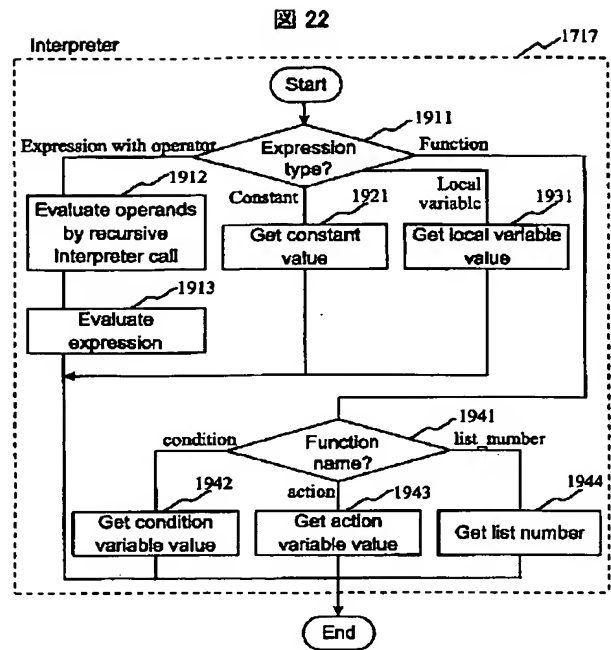 図 22
Interpreter
1717
Start
1911
Expression with operator
Expression
type?
Function
1912
Evaluate operands
by recursive
Interpreter call
Constant
1921
Get constant
value
Local
variable
1931
Get local variable
value
1913
Evaluate
expression
1941
condition
Function
name?
list_number
action
1942
Get condition
variable value
1943
Get action
variable value
1944
Get list number
End